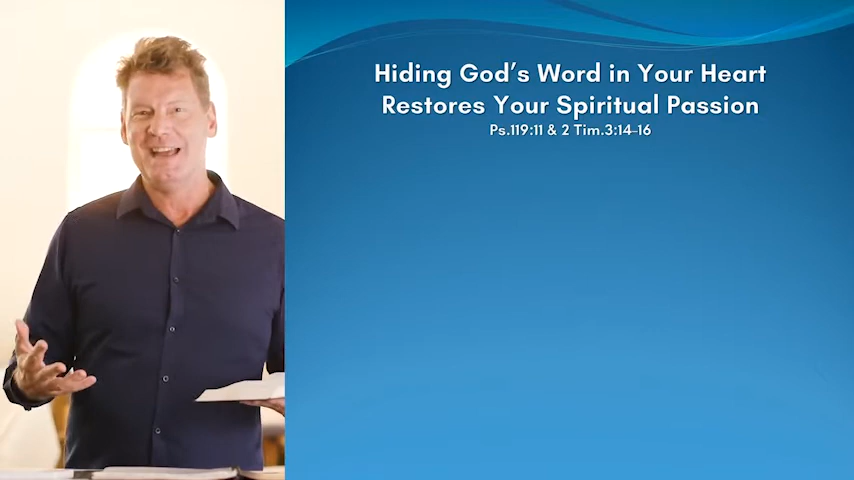 Hiding God’s Word in Your Heart
Restores Your Spiritual Passion
Ps.119:11 & 2 Tim.3:14–16